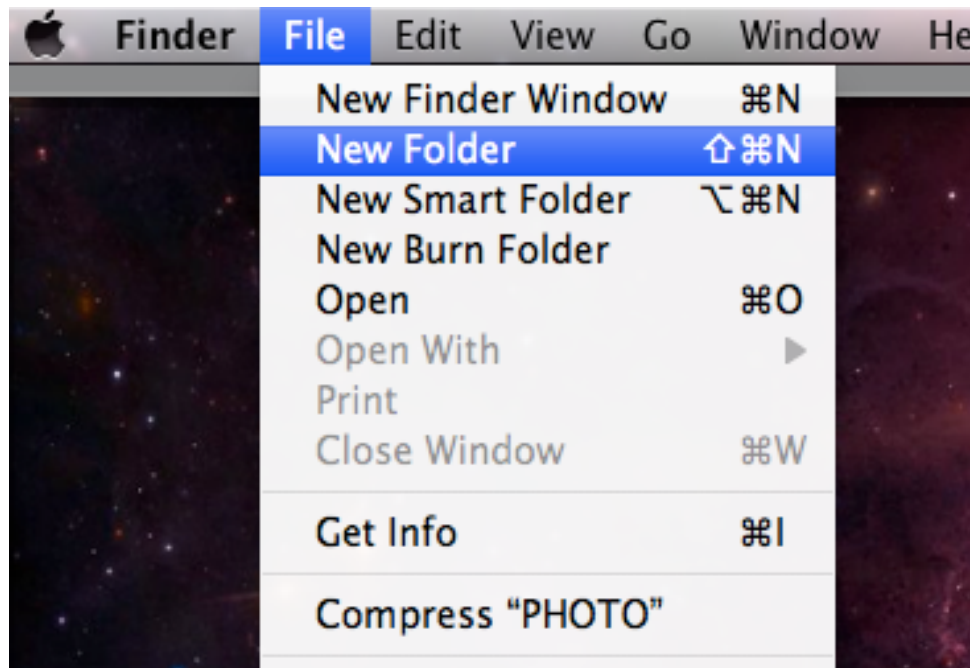 Finder File Edit View Go Window He
New Finder Window ⌘N
New Folder ⇧⌘N
New Smart Folder ⌥⌘N
New Burn Folder
Open ⌘O
Open With ▶
Print
Close Window ⌘W
Get Info ⌘I
Compress “PHOTO”